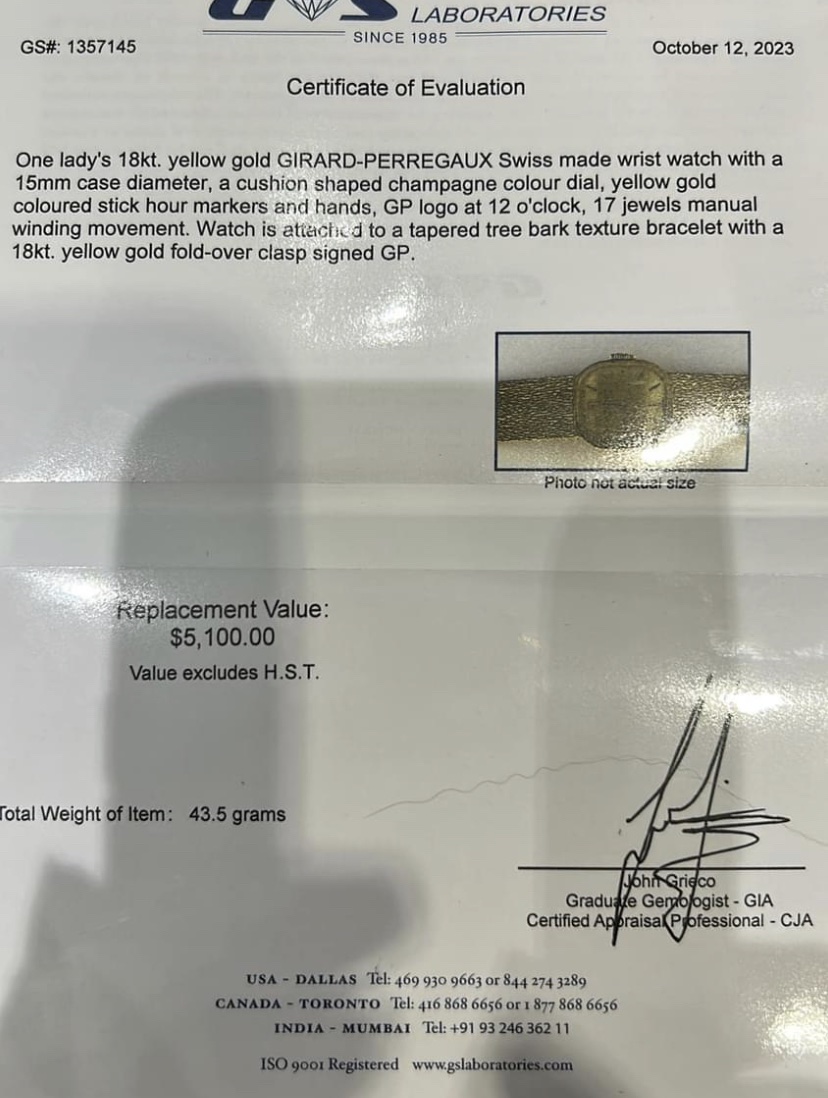 LABORATORIES
SINCE 1985
GS#: 1357145
October 12, 2023
Certificate of Evaluation
One lady's 18kt. yellow gold GIRARD-PERREGAUX Swiss made wrist watch with a
15mm case diameter, a cushion shaped champagne colour dial, yellow gold
coloured stick hour markers and hands, GP logo at 12 o'clock, 17 jewels manual
winding movement. Watch is attached to a tapered tree bark texture bracelet with a
18kt. yellow gold fold-over clasp signed GP.
Photo not actual size
Replacement Value:
$5,100.00
Value excludes H.S.T.
Total Weight of Item: 43.5 grams
John Grieco
Graduate Gemologist - GIA
Certified Appraisal Professional - CJA
USA - DALLAS Tel: 469 930 9663 or 844 274 3289
CANADA - TORONTO Tel: 416 868 6656 or 1 877 868 6656
INDIA - MUMBAI Tel: +91 93 246 362 11
ISO 9001 Registered www.gslaboratories.com